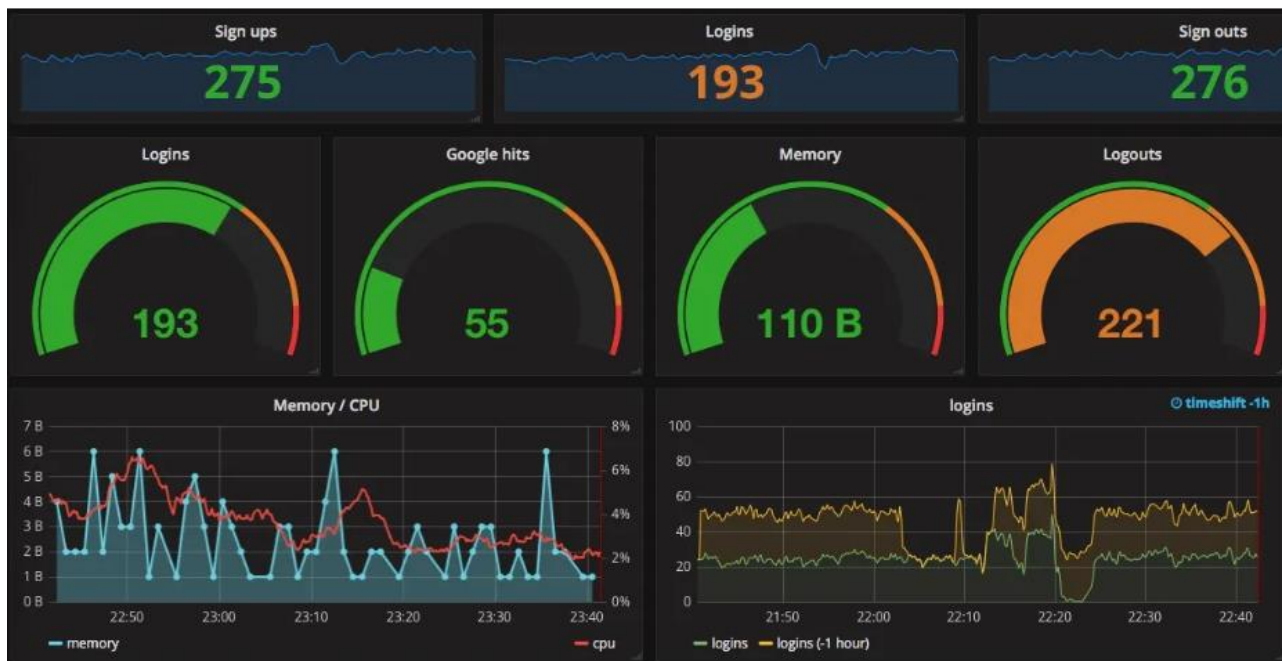 Sign ups
275
Logins
193
Sign outs
276
Logins
193
Google hits
55
Memory
110 B
Logouts
221
Memory / CPU
7 B
6 B
5 B
4 B
3 B
2 B
1 B
0 B
8%
6%
4%
2%
0%
22:50 23:00 23:10 23:20 23:30 23:40
memory cpu
logins
timeshift -1h
100
80
60
40
20
0
21:50 22:00 22:10 22:20 22:30 22:40
logins logins (-1 hour)